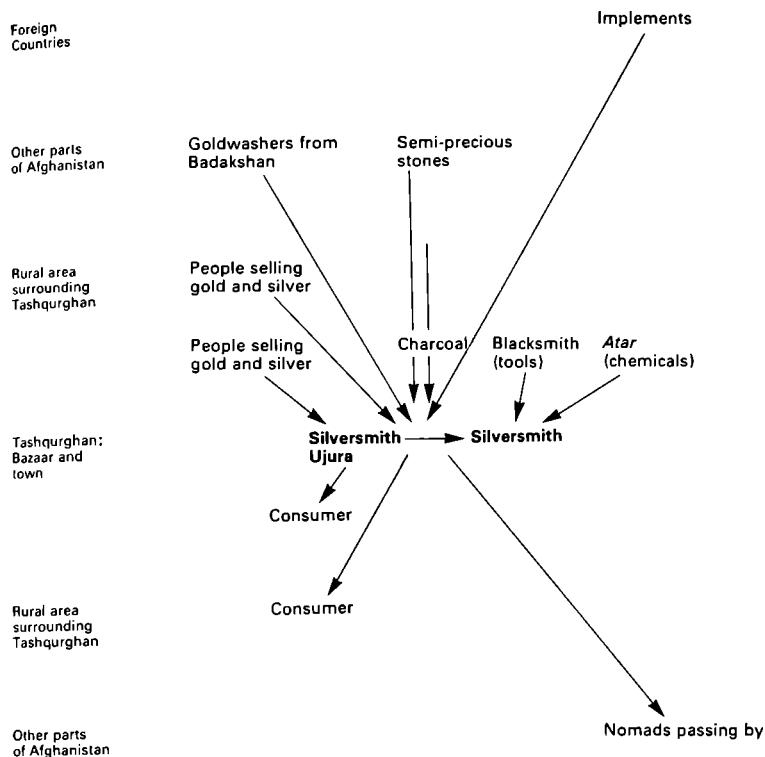 Foreign
Countries
Implements
Other parts
of Afghanistan
Goldwashers from
Badakshan
Semi-precious
stones
Rural area
surrounding
Tashqurghan
People selling
gold and silver
People selling
gold and silver
Charcoal
Blacksmith
(tools)
Atar
(chemicals)
Tashqurghan:
Bazaar and
town
Silversmith
Ujura
Silversmith
Consumer
Rural area
surrounding
Tashqurghan
Consumer
Other parts
of Afghanistan
Nomads passing by